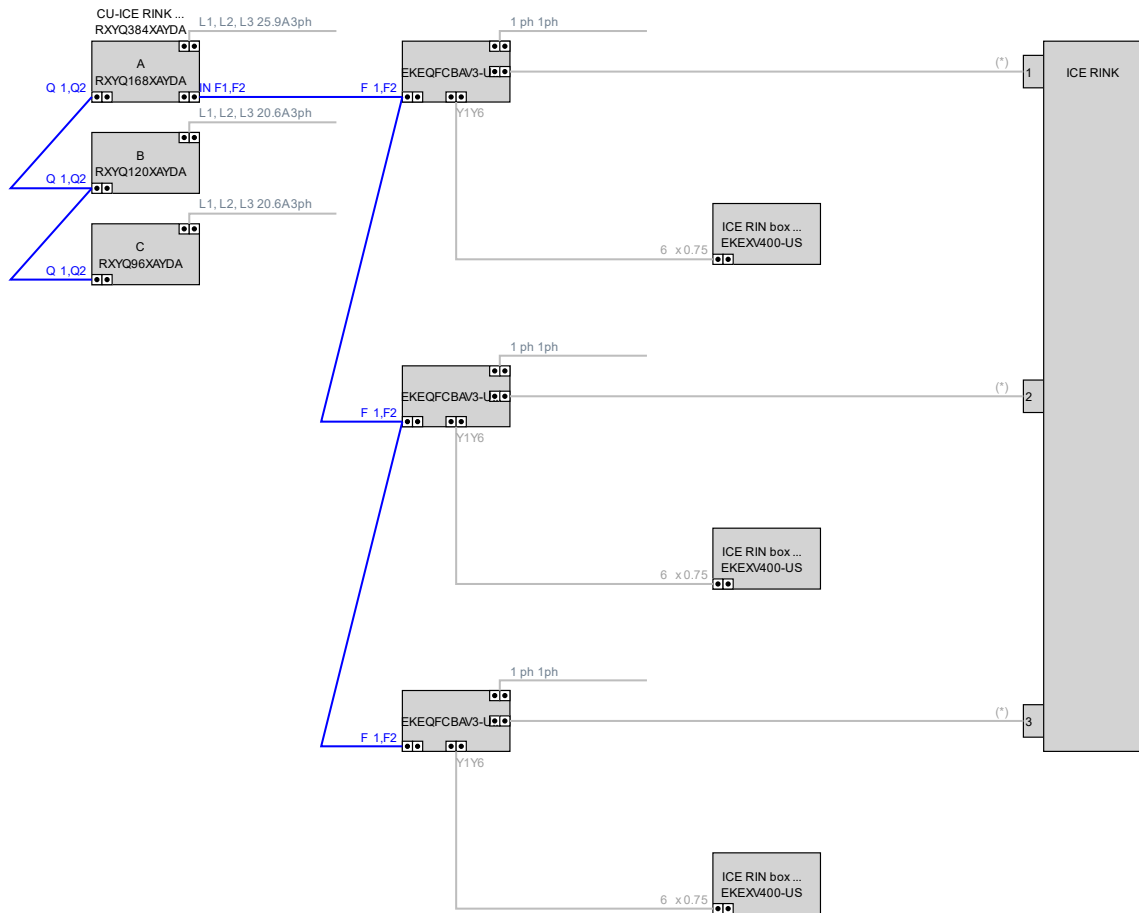 CU-ICE RINK ...
RXYQ384XAYDA
L1, L2, L3 25.9A3ph
A
RXYQ168XAYDA
Q 1,Q2
IN F1,F2
L1, L2, L3 20.6A3ph
B
RXYQ120XAYDA
Q 1,Q2
L1, L2, L3 20.6A3ph
C
RXYQ96XAYDA
Q 1,Q2
1 ph 1ph
EKEQFCBAV3-U
F 1,F2
Y1Y6
(*)
1
ICE RINK
ICE RIN box ...
EKEXV400-US
6 x 0.75
1 ph 1ph
EKEQFCBAV3-U
F 1,F2
Y1Y6
(*)
2
ICE RIN box ...
EKEXV400-US
6 x 0.75
1 ph 1ph
EKEQFCBAV3-U
F 1,F2
Y1Y6
(*)
3
ICE RIN box ...
EKEXV400-US
6 x 0.75